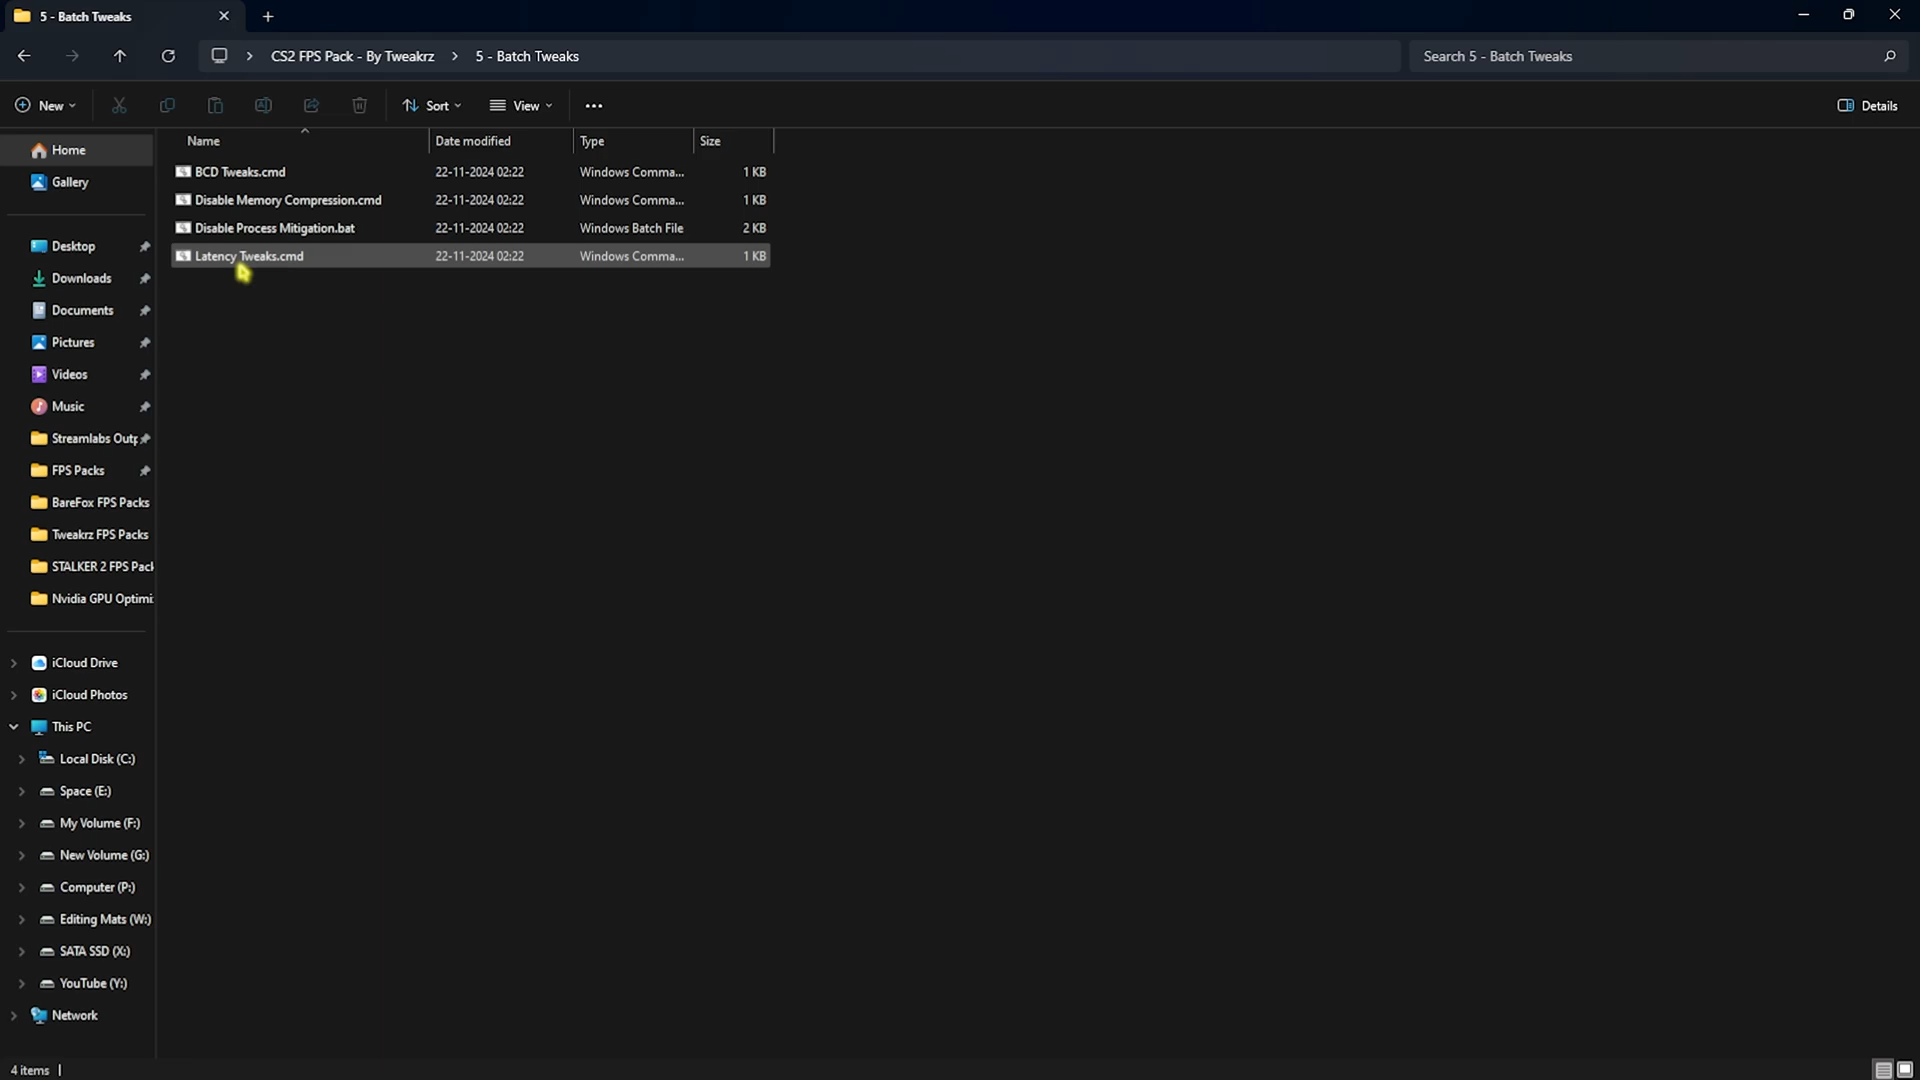 5 - Batch Tweaks
CS2 FPS Pack - By Tweakrz > 5 - Batch Tweaks
Search 5 - Batch Tweaks
New
Sort
View
Details
Name Date modified Type Size
BCD Tweaks.cmd 22-11-2024 02:22 Windows Comma... 1 KB
Disable Memory Compression.cmd 22-11-2024 02:22 Windows Comma... 1 KB
Disable Process Mitigation.bat 22-11-2024 02:22 Windows Batch File 2 KB
Latency Tweaks.cmd 22-11-2024 02:22 Windows Comma... 1 KB
Home
Gallery
Desktop
Downloads
Documents
Pictures
Videos
Music
Streamlabs Outp
FPS Packs
BareFox FPS Packs
Tweakrz FPS Packs
STALKER 2 FPS Pack
Nvidia GPU Optimi
iCloud Drive
iCloud Photos
This PC
Local Disk (C:)
Space (E:)
My Volume (F:)
New Volume (G:)
Computer (P:)
Editing Mats (W:)
SATA SSD (X:)
YouTube (Y:)
Network
4 items